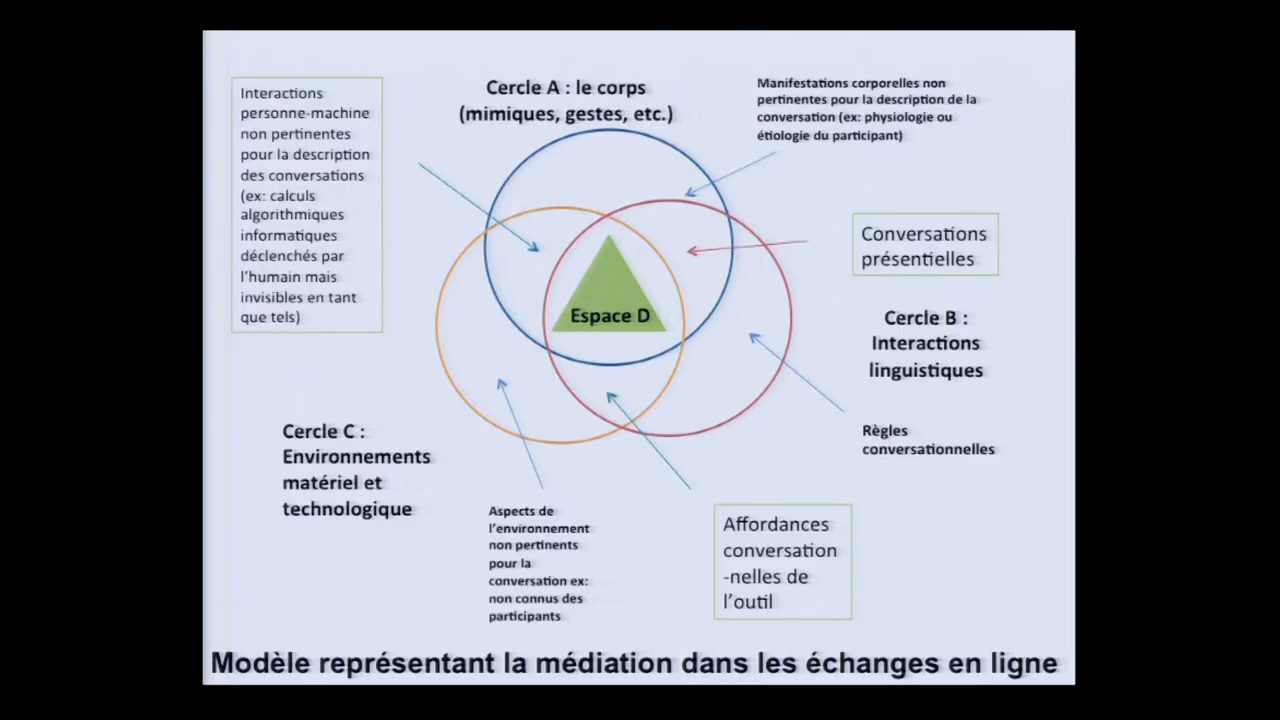 Interactions
personne-machine
non pertinentes
pour la description
des conversations
(ex: calculs
algorithmiques
informatiques
déclenchés par
l'humain mais
invisibles en tant
que tels)
Cercle A : le corps
(mimiques, gestes, etc.)
Manifestations corporelles non
pertinentes pour la description de la
conversation (ex: physiologie ou
étiologie du participant)
Conversations
présentielles
Espace D
Cercle B :
Interactions
linguistiques
Règles
conversationnelles
Cercle C :
Environnements
matériel et
technologique
Aspects de
l'environnement
non pertinents
pour la
conversation ex:
non connus des
participants
Affordances
conversation
-nelles de
l'outil
Modèle représentant la médiation dans les échanges en ligne